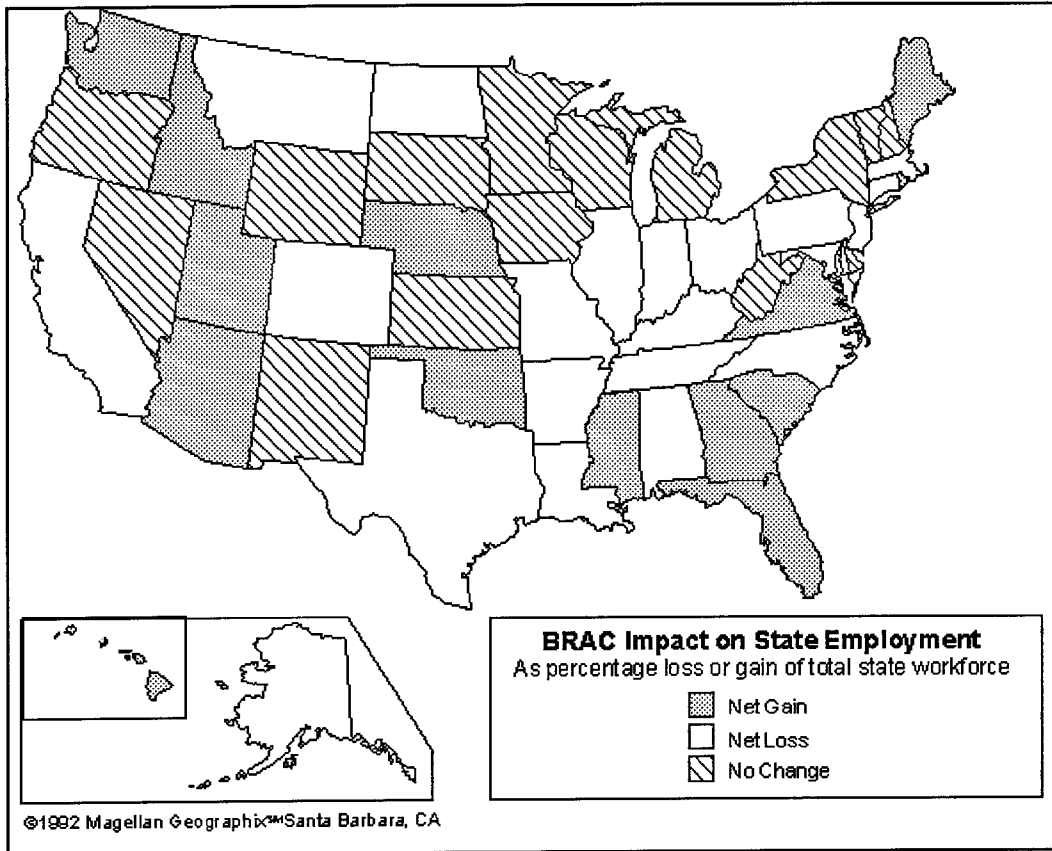 BRAC Impact on State Employment
As percentage loss or gain of total state workforce
Net Gain
Net Loss
No Change
©1992 Magellan Geographix℠Santa Barbara, CA